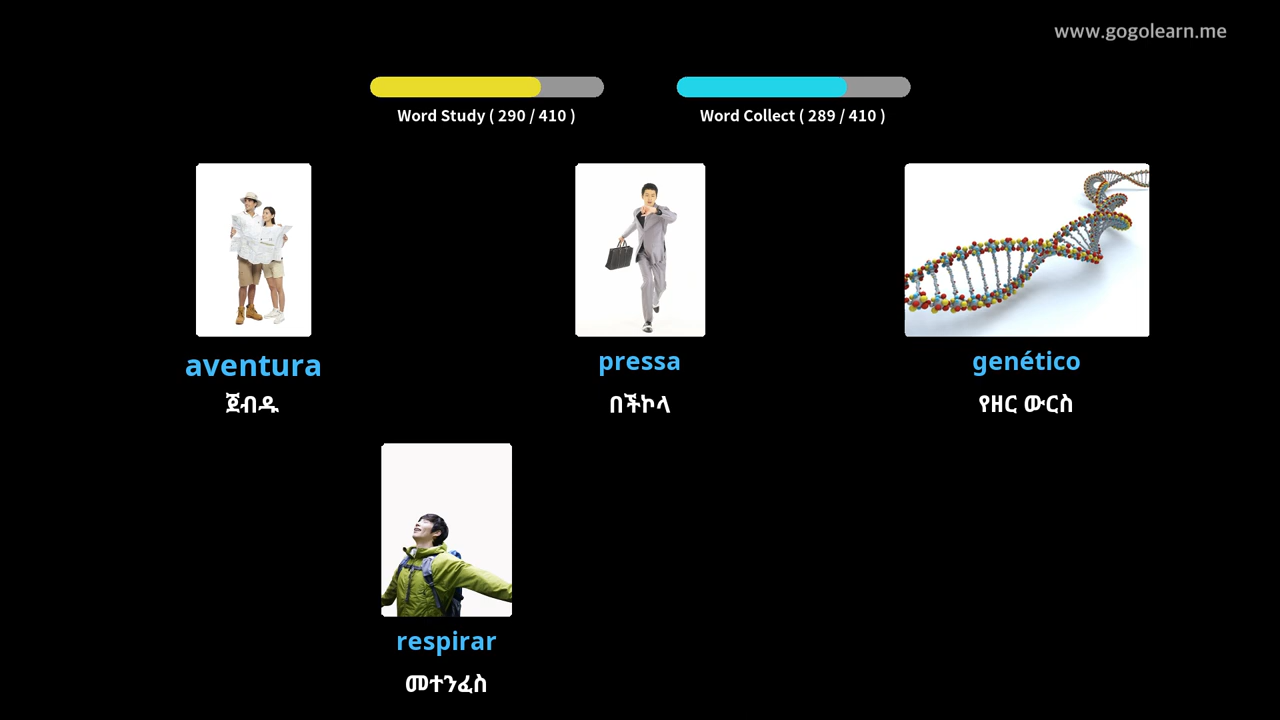 www.gogolearn.me
Word Study ( 290 / 410 )
Word Collect ( 289 / 410 )
aventura
ጀብዱ
pressa
በችኮላ
genético
የዘር ውርስ
respirar
መተንፈስ